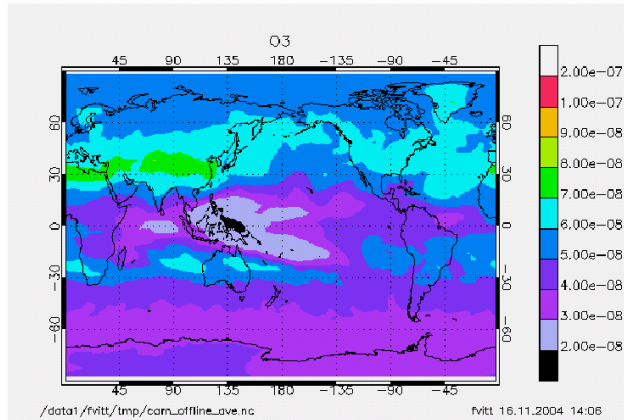 O3
45 90 135 180 -90 -45
60 60
30 30
0 0
-30 -30
-60 -60
45 90 135 180 -90 -45
2.00e-07
1.00e-07
9.00e-08
8.00e-08
7.00e-08
6.00e-08
5.00e-08
4.00e-08
3.00e-08
2.00e-08
/data1/fvitt/tmp/cam_offline_ave.nc fvitt 16.11.2004 14:06